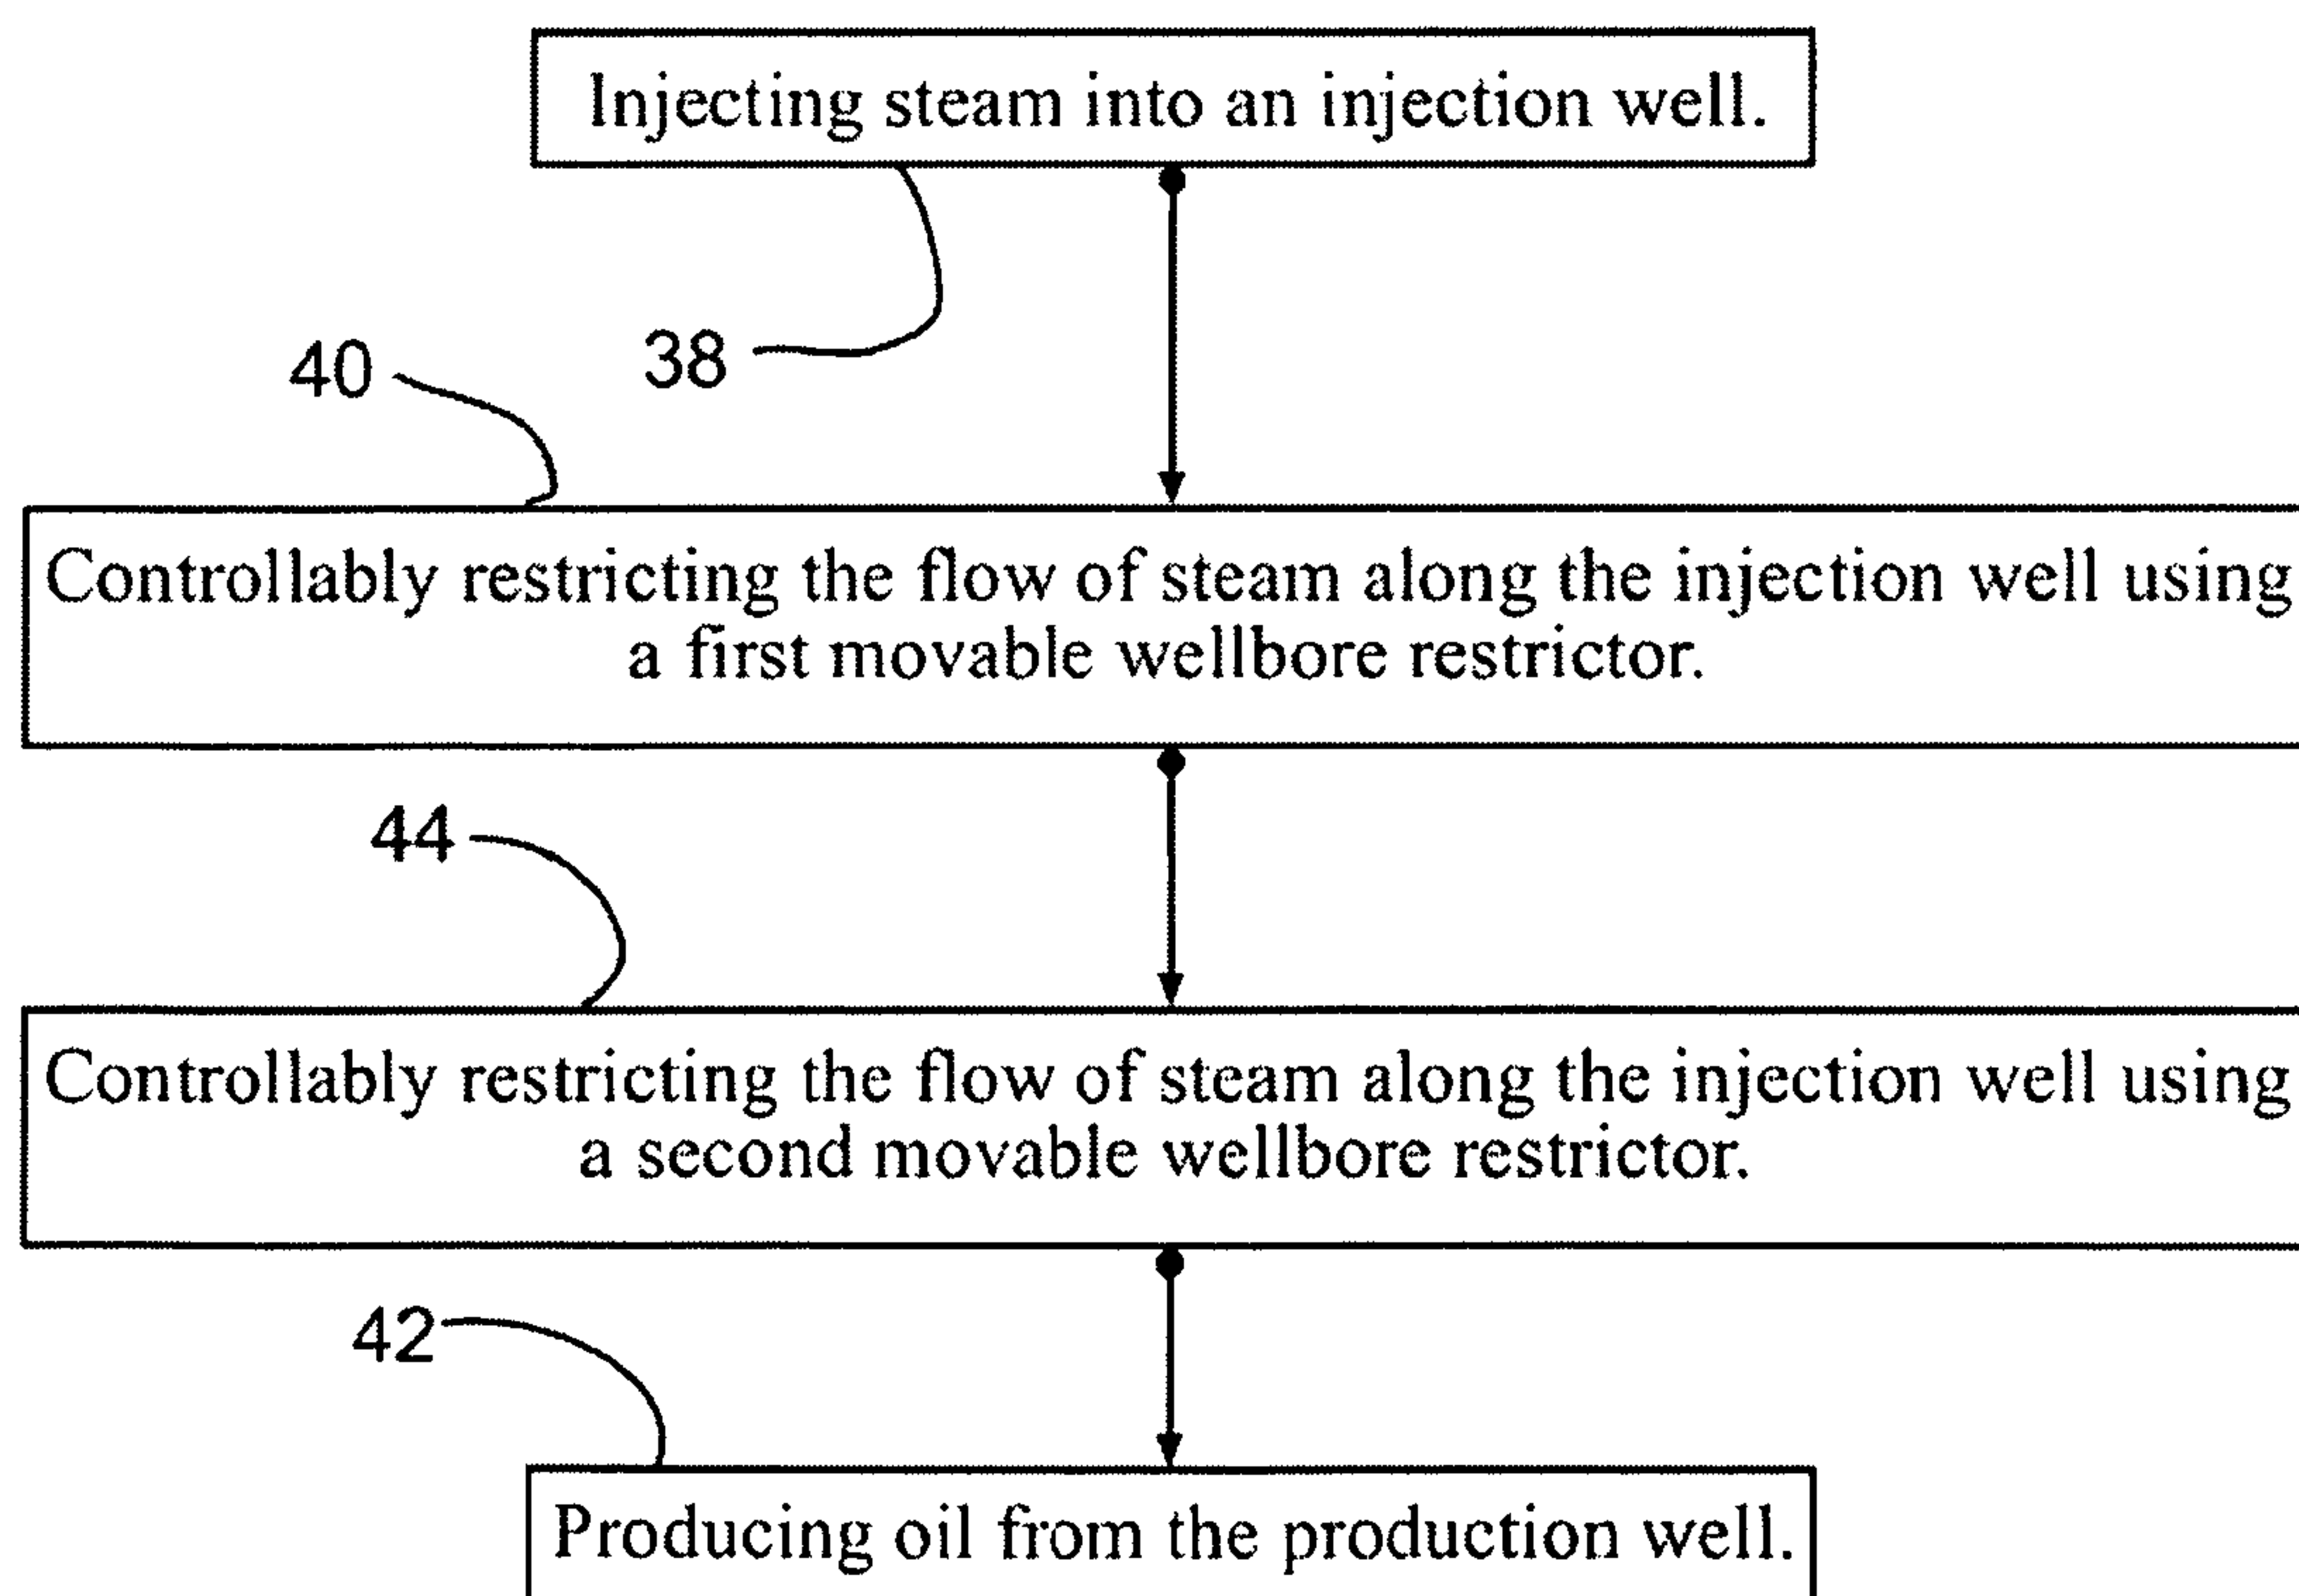 Injecting steam into an injection well.
40
38
Controllably restricting the flow of steam along the injection well using
a first movable wellbore restrictor.
44
Controllably restricting the flow of steam along the injection well using
a second movable wellbore restrictor.
42
Producing oil from the production well.